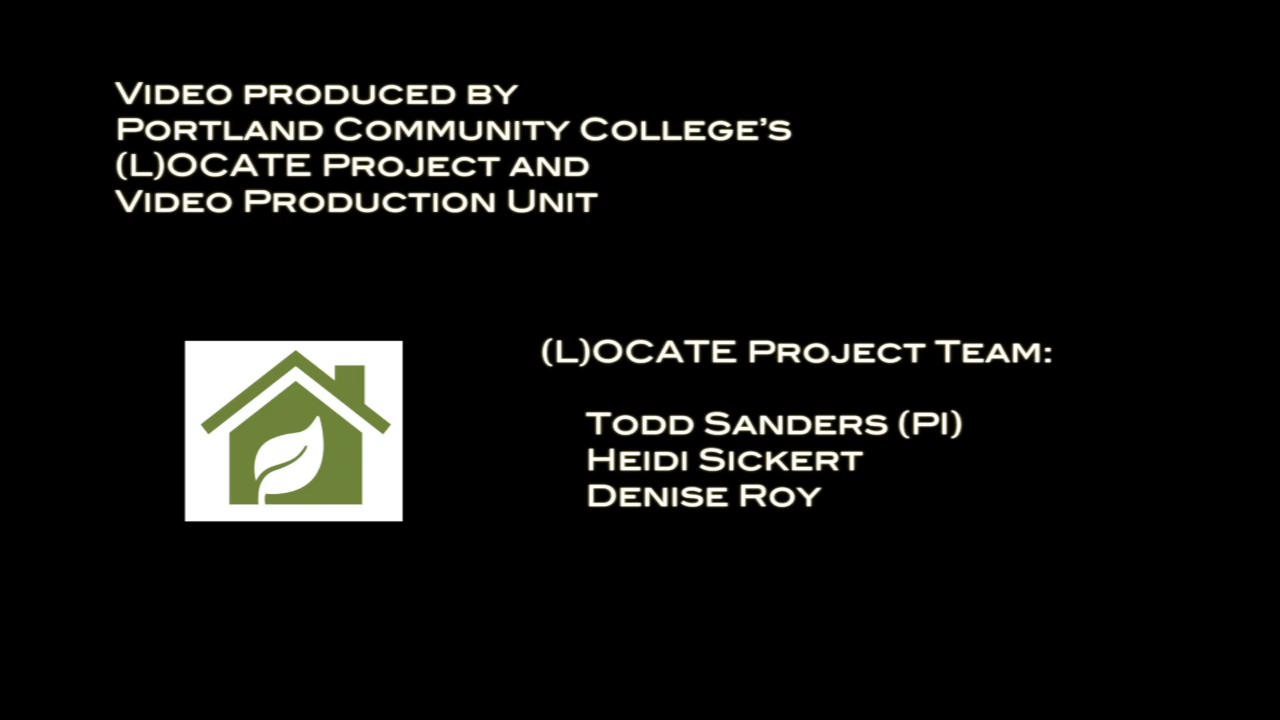 Video produced by
Portland Community College's
(L)OCATE Project and
Video Production Unit
(L)OCATE Project Team:
Todd Sanders (PI)
Heidi Sickert
Denise Roy